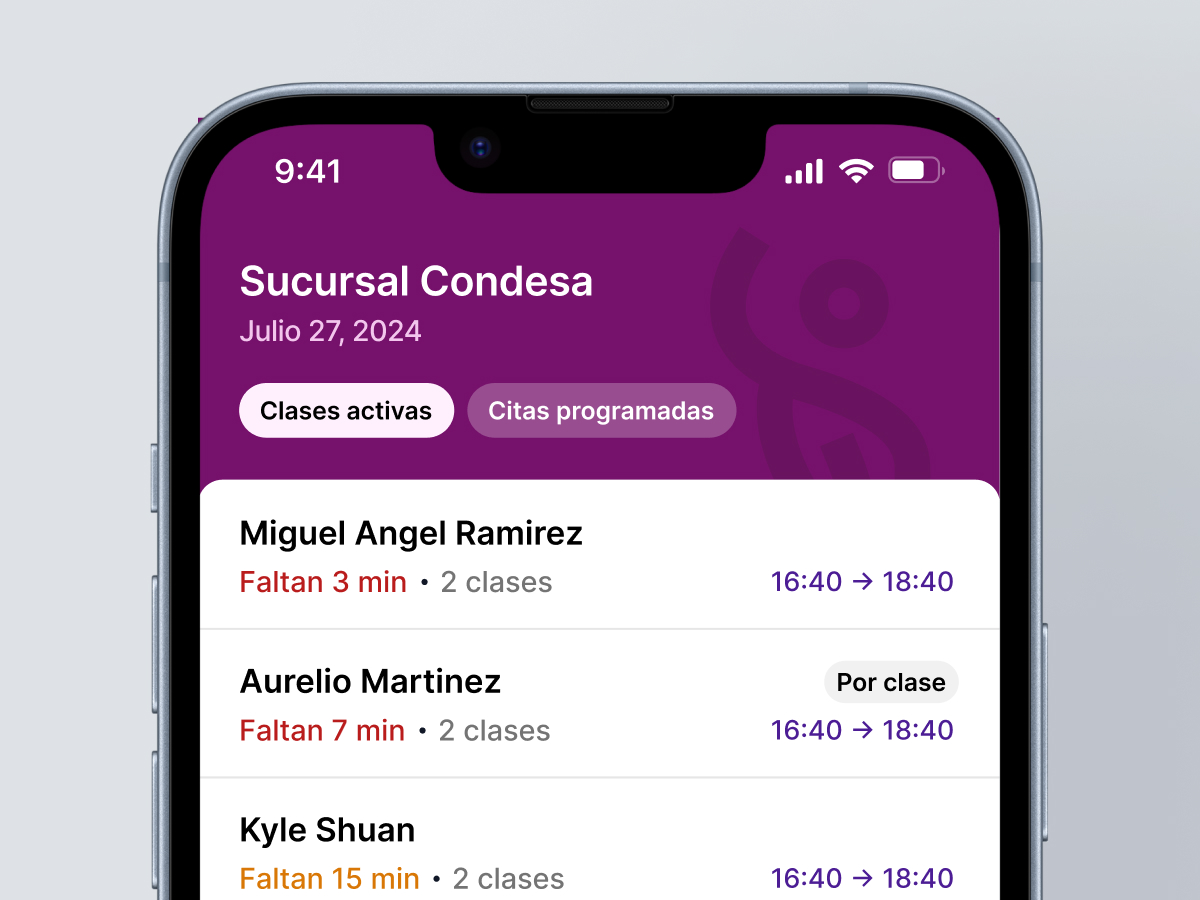 9:41
Sucursal Condesa
Julio 27, 2024
Clases activas Citas programadas
Miguel Angel Ramirez
Faltan 3 min • 2 clases 16:40 → 18:40
Aurelio Martinez Por clase
Faltan 7 min • 2 clases 16:40 → 18:40
Kyle Shuan
Faltan 15 min • 2 clases 16:40 → 18:40